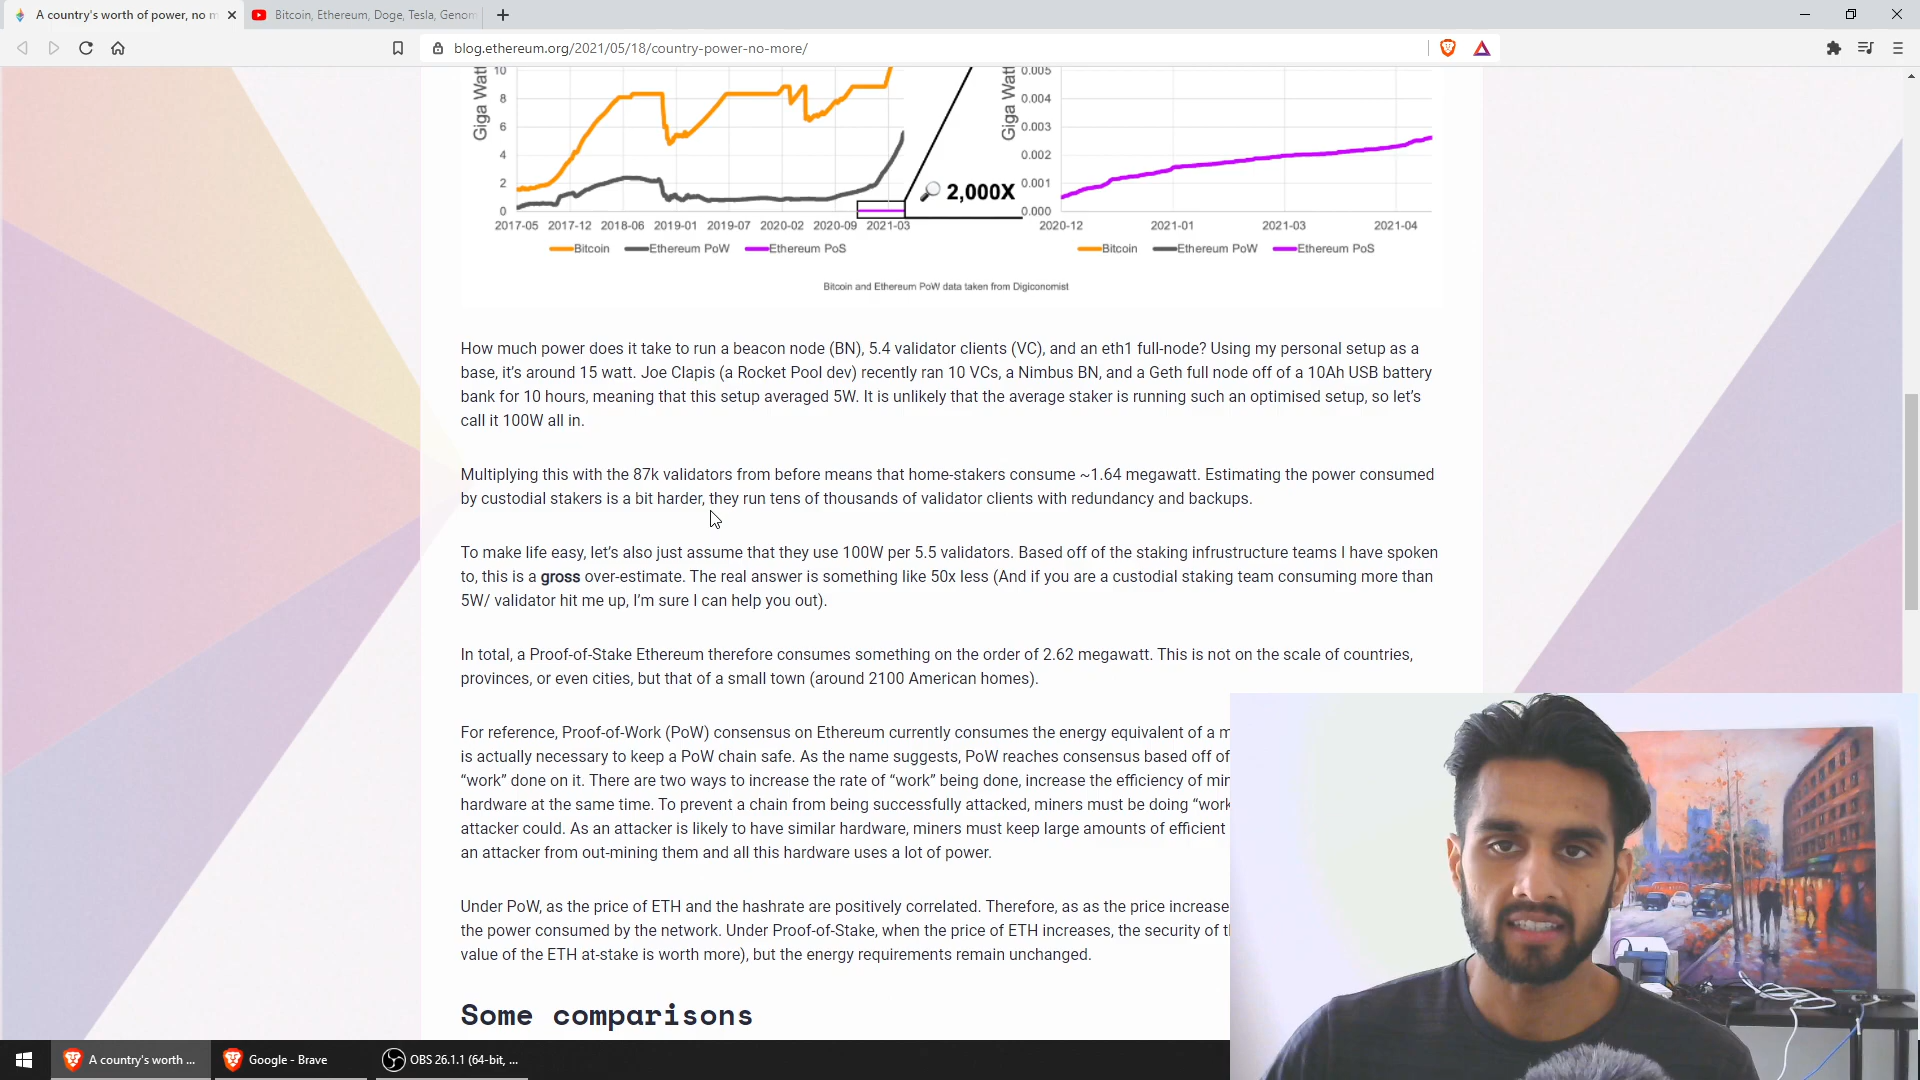 A country's worth of power, no m
Bitcoin, Ethereum, Doge, Tesla, Genom
blog.ethereum.org/2021/05/18/country-power-no-more/
10
8
6
4
2
0
Giga Watt
2017-05 2017-12 2018-06 2019-01 2019-07 2020-02 2020-09 2021-03
Bitcoin Ethereum PoW Ethereum PoS
2,000X
0.005
0.004
0.003
0.002
0.001
0.000
Giga Watt
2020-12 2021-01 2021-03 2021-04
Bitcoin Ethereum PoW Ethereum PoS
Bitcoin and Ethereum PoW data taken from Digiconomist
How much power does it take to run a beacon node (BN), 5.4 validator clients (VC), and an eth1 full-node? Using my personal setup as a
base, it's around 15 watt. Joe Clapis (a Rocket Pool dev) recently ran 10 VCs, a Nimbus BN, and a Geth full node off of a 10Ah USB battery
bank for 10 hours, meaning that this setup averaged 5W. It is unlikely that the average staker is running such an optimised setup, so let's
call it 100W all in.
Multiplying this with the 87k validators from before means that home-stakers consume ~1.64 megawatt. Estimating the power consumed
by custodial stakers is a bit harder, they run tens of thousands of validator clients with redundancy and backups.
To make life easy, let's also just assume that they use 100W per 5.5 validators. Based off of the staking infrustructure teams I have spoken
to, this is a gross over-estimate. The real answer is something like 50x less (And if you are a custodial staking team consuming more than
5W/ validator hit me up, I'm sure I can help you out).
In total, a Proof-of-Stake Ethereum therefore consumes something on the order of 2.62 megawatt. This is not on the scale of countries,
provinces, or even cities, but that of a small town (around 2100 American homes).
For reference, Proof-of-Work (PoW) consensus on Ethereum currently consumes the energy equivalent of a m
is actually necessary to keep a PoW chain safe. As the name suggests, PoW reaches consensus based off of
"work" done on it. There are two ways to increase the rate of "work" being done, increase the efficiency of min
hardware at the same time. To prevent a chain from being successfully attacked, miners must be doing "work
attacker could. As an attacker is likely to have similar hardware, miners must keep large amounts of efficient
an attacker from out-mining them and all this hardware uses a lot of power.
Under PoW, as the price of ETH and the hashrate are positively correlated. Therefore, as as the price increase
the power consumed by the network. Under Proof-of-Stake, when the price of ETH increases, the security of t
value of the ETH at-stake is worth more), but the energy requirements remain unchanged.
Some comparisons
A country's worth ...
Google - Brave
OBS 26.1.1 (64-bit, ...